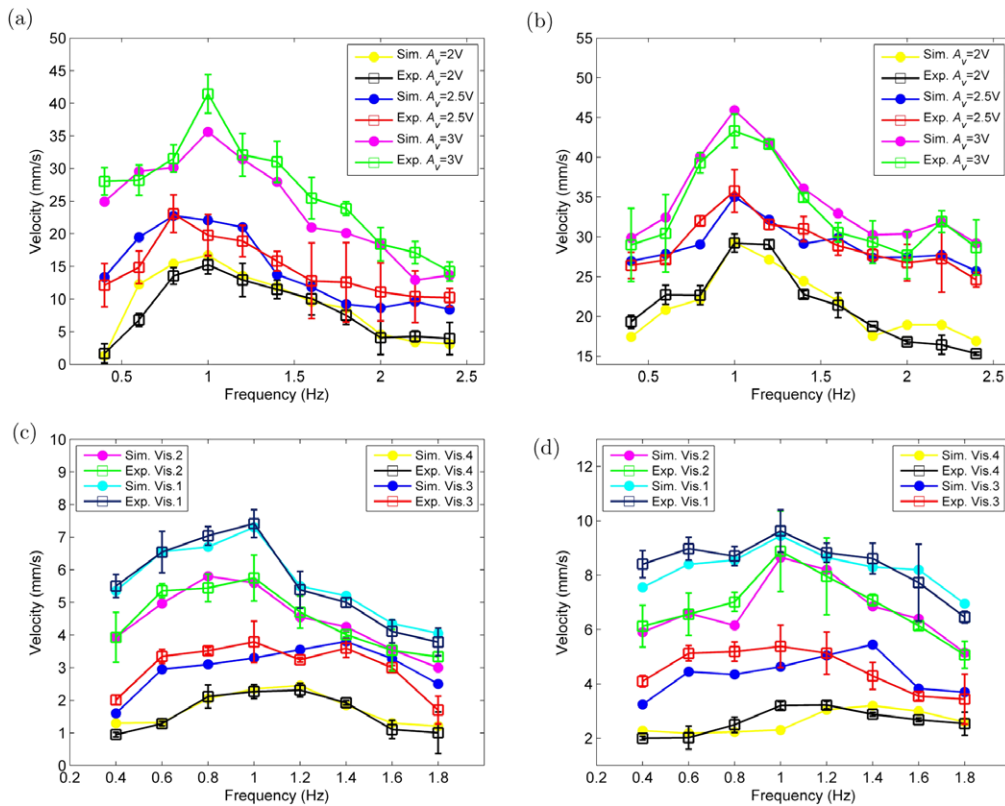 (a)
Velocity (mm/s)
50
45
40
35
30
25
20
15
10
5
0
0.5
1
1.5
2
2.5
Frequency (Hz)
Sim. Av=2V
Exp. Av=2V
Sim. Av=2.5V
Exp. Av=2.5V
Sim. Av=3V
Exp. Av=3V
(b)
Velocity (mm/s)
55
50
45
40
35
30
25
20
15
0.5
1
1.5
2
2.5
Frequency (Hz)
Sim. Av=2V
Exp. Av=2V
Sim. Av=2.5V
Exp. Av=2.5V
Sim. Av=3V
Exp. Av=3V
(c)
Velocity (mm/s)
10
9
8
7
6
5
4
3
2
1
0
0.2
0.4
0.6
0.8
1
1.2
1.4
1.6
1.8
Frequency (Hz)
Sim. Vis.2
Exp. Vis.2
Sim. Vis.1
Exp. Vis.1
Sim. Vis.4
Exp. Vis.4
Sim. Vis.3
Exp. Vis.3
(d)
Velocity (mm/s)
12
10
8
6
4
2
0.2
0.4
0.6
0.8
1
1.2
1.4
1.6
1.8
Frequency (Hz)
Sim. Vis.2
Exp. Vis.2
Sim. Vis.1
Exp. Vis.1
Sim. Vis.4
Exp. Vis.4
Sim. Vis.3
Exp. Vis.3